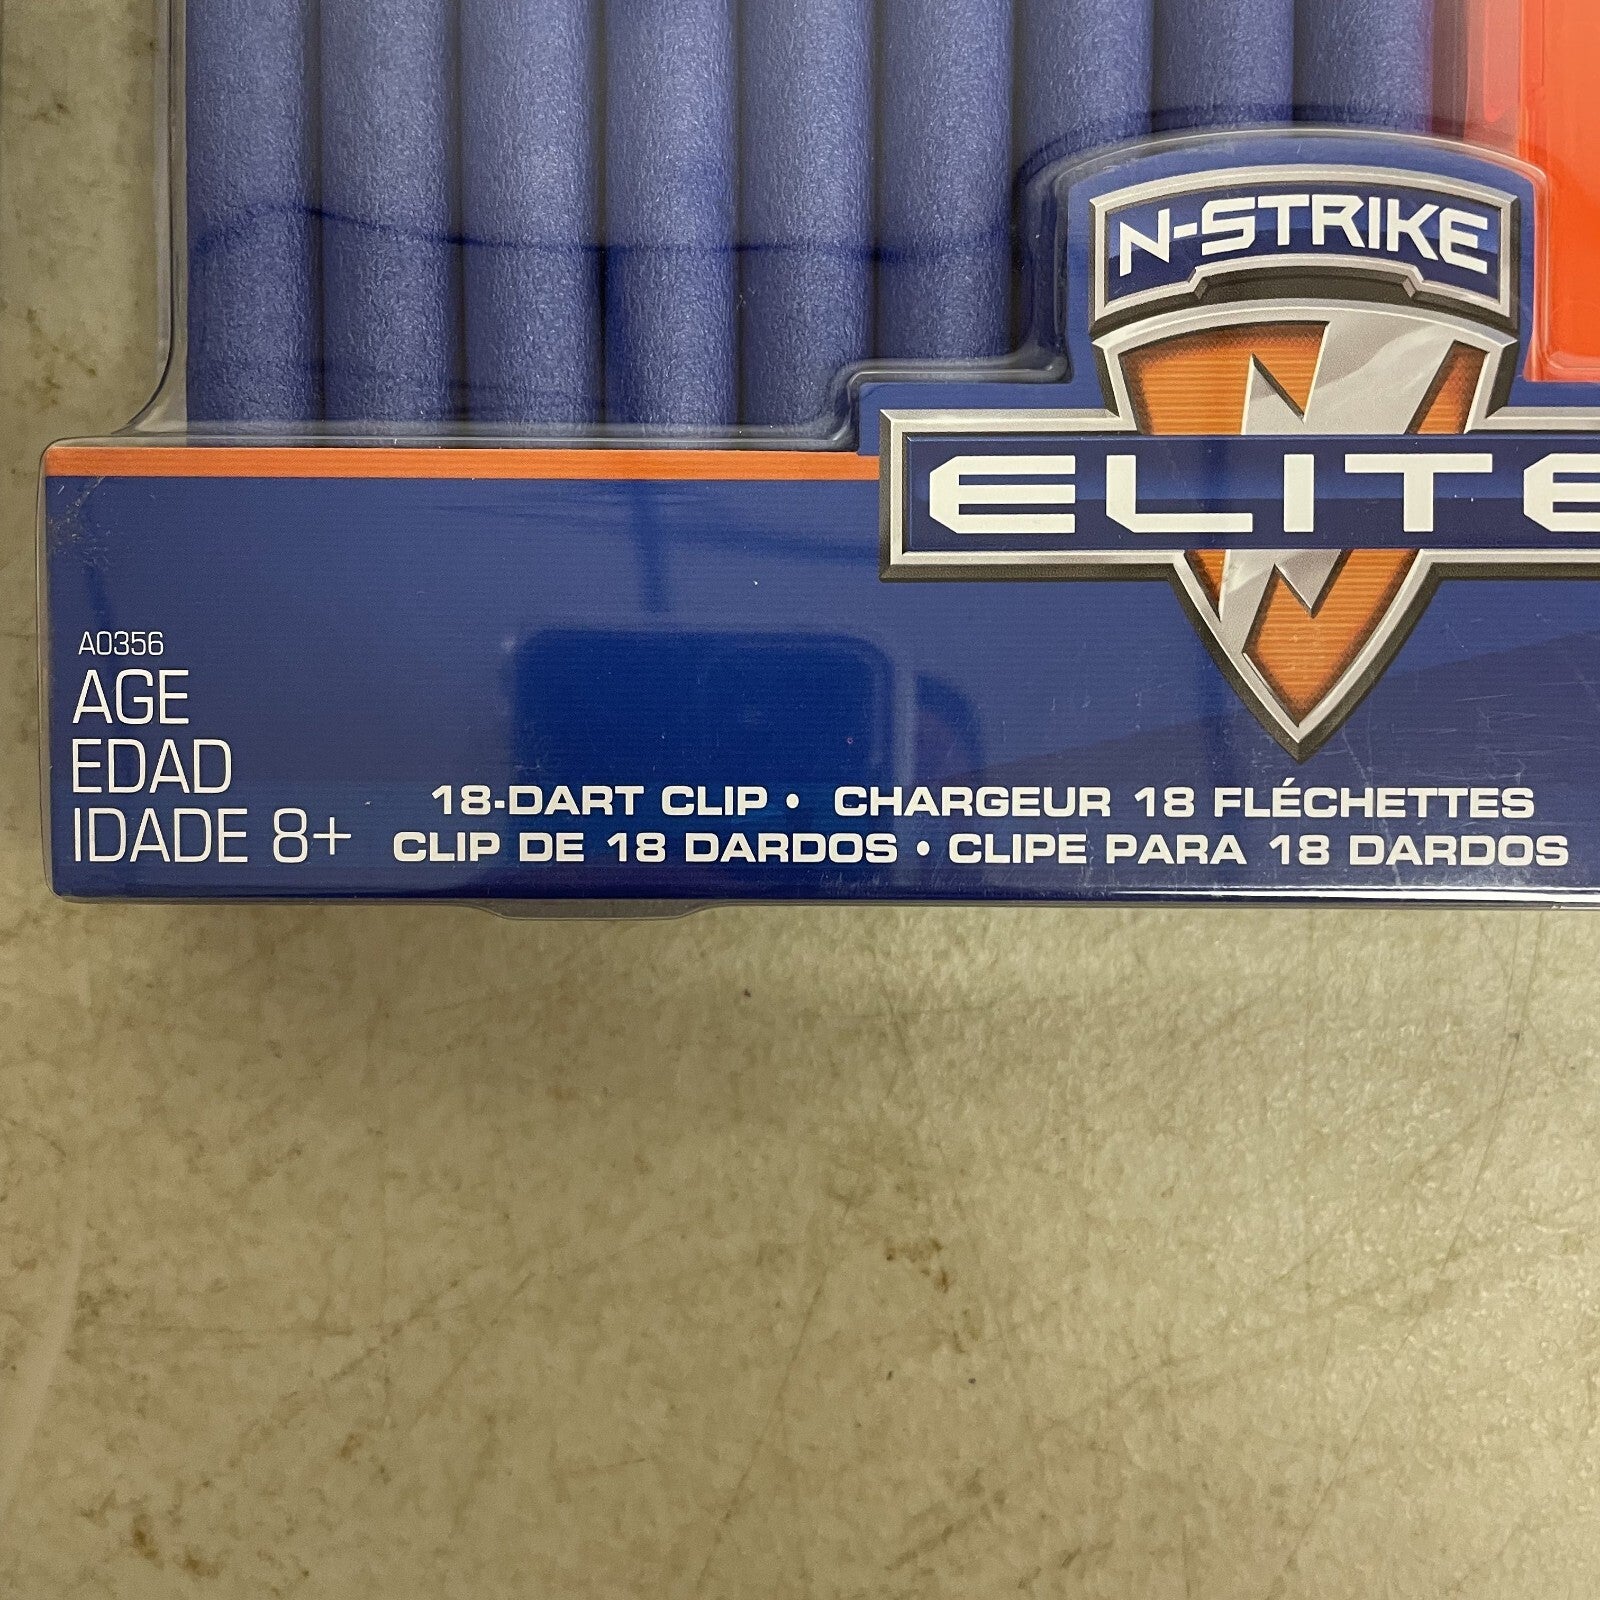 N-STRIKE
ELITE
A0356
AGE
EDAD
IDADE 8+
18-DART CLIP • CHARGEUR 18 FLÉCHETTES
CLIP DE 18 DARDOS • CLIPE PARA 18 DARDOS